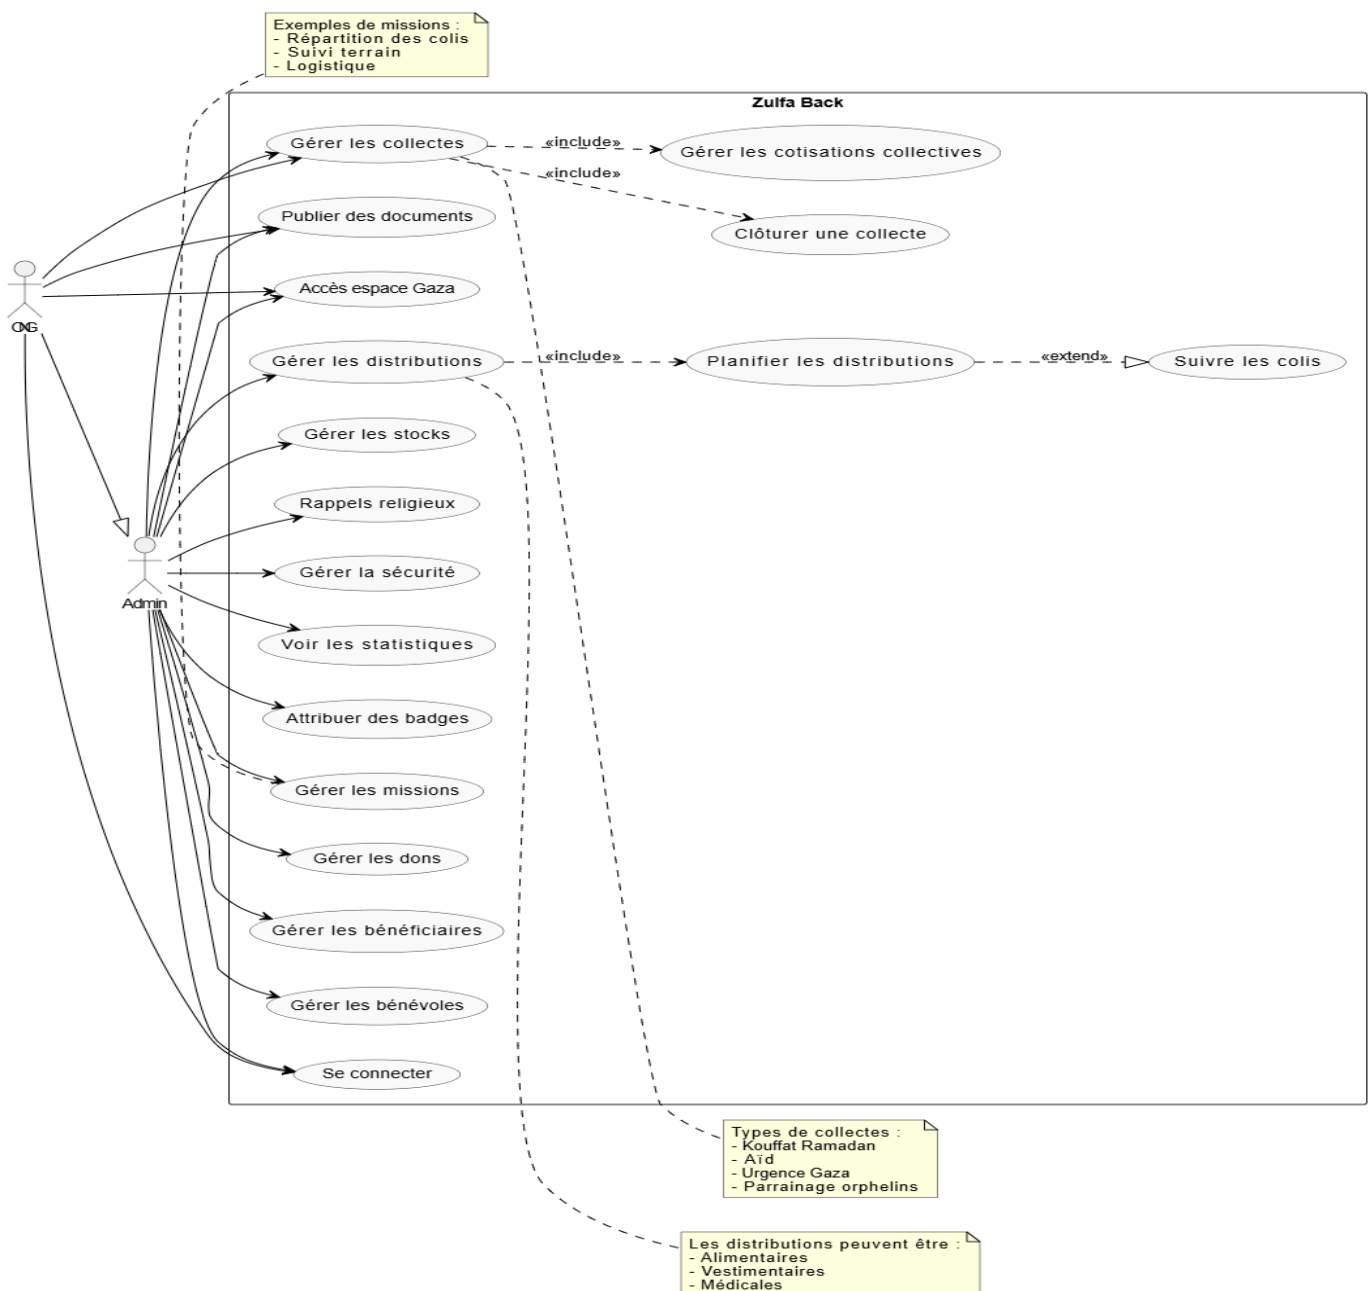 Exemples de missions :
- Répartition des colis
- Suivi terrain
- Logistique
Zulfa Back
Gérer les collectes
«include»
Gérer les cotisations collectives
«include»
Publier des documents
Clôturer une collecte
Accès espace Gaza
ONG
Gérer les distributions
«include»
Planifier les distributions
«extend»
Suivre les colis
Gérer les stocks
Rappels religieux
Gérer la sécurité
Admin
Voir les statistiques
Attribuer des badges
Gérer les missions
Gérer les dons
Gérer les bénéficiaires
Gérer les bénévoles
Se connecter
Types de collectes :
- Kouffat Ramadan
- Aïd
- Urgence Gaza
- Parrainage orphelins
Les distributions peuvent être :
- Alimentaires
- Vestimentaires
- Médicales